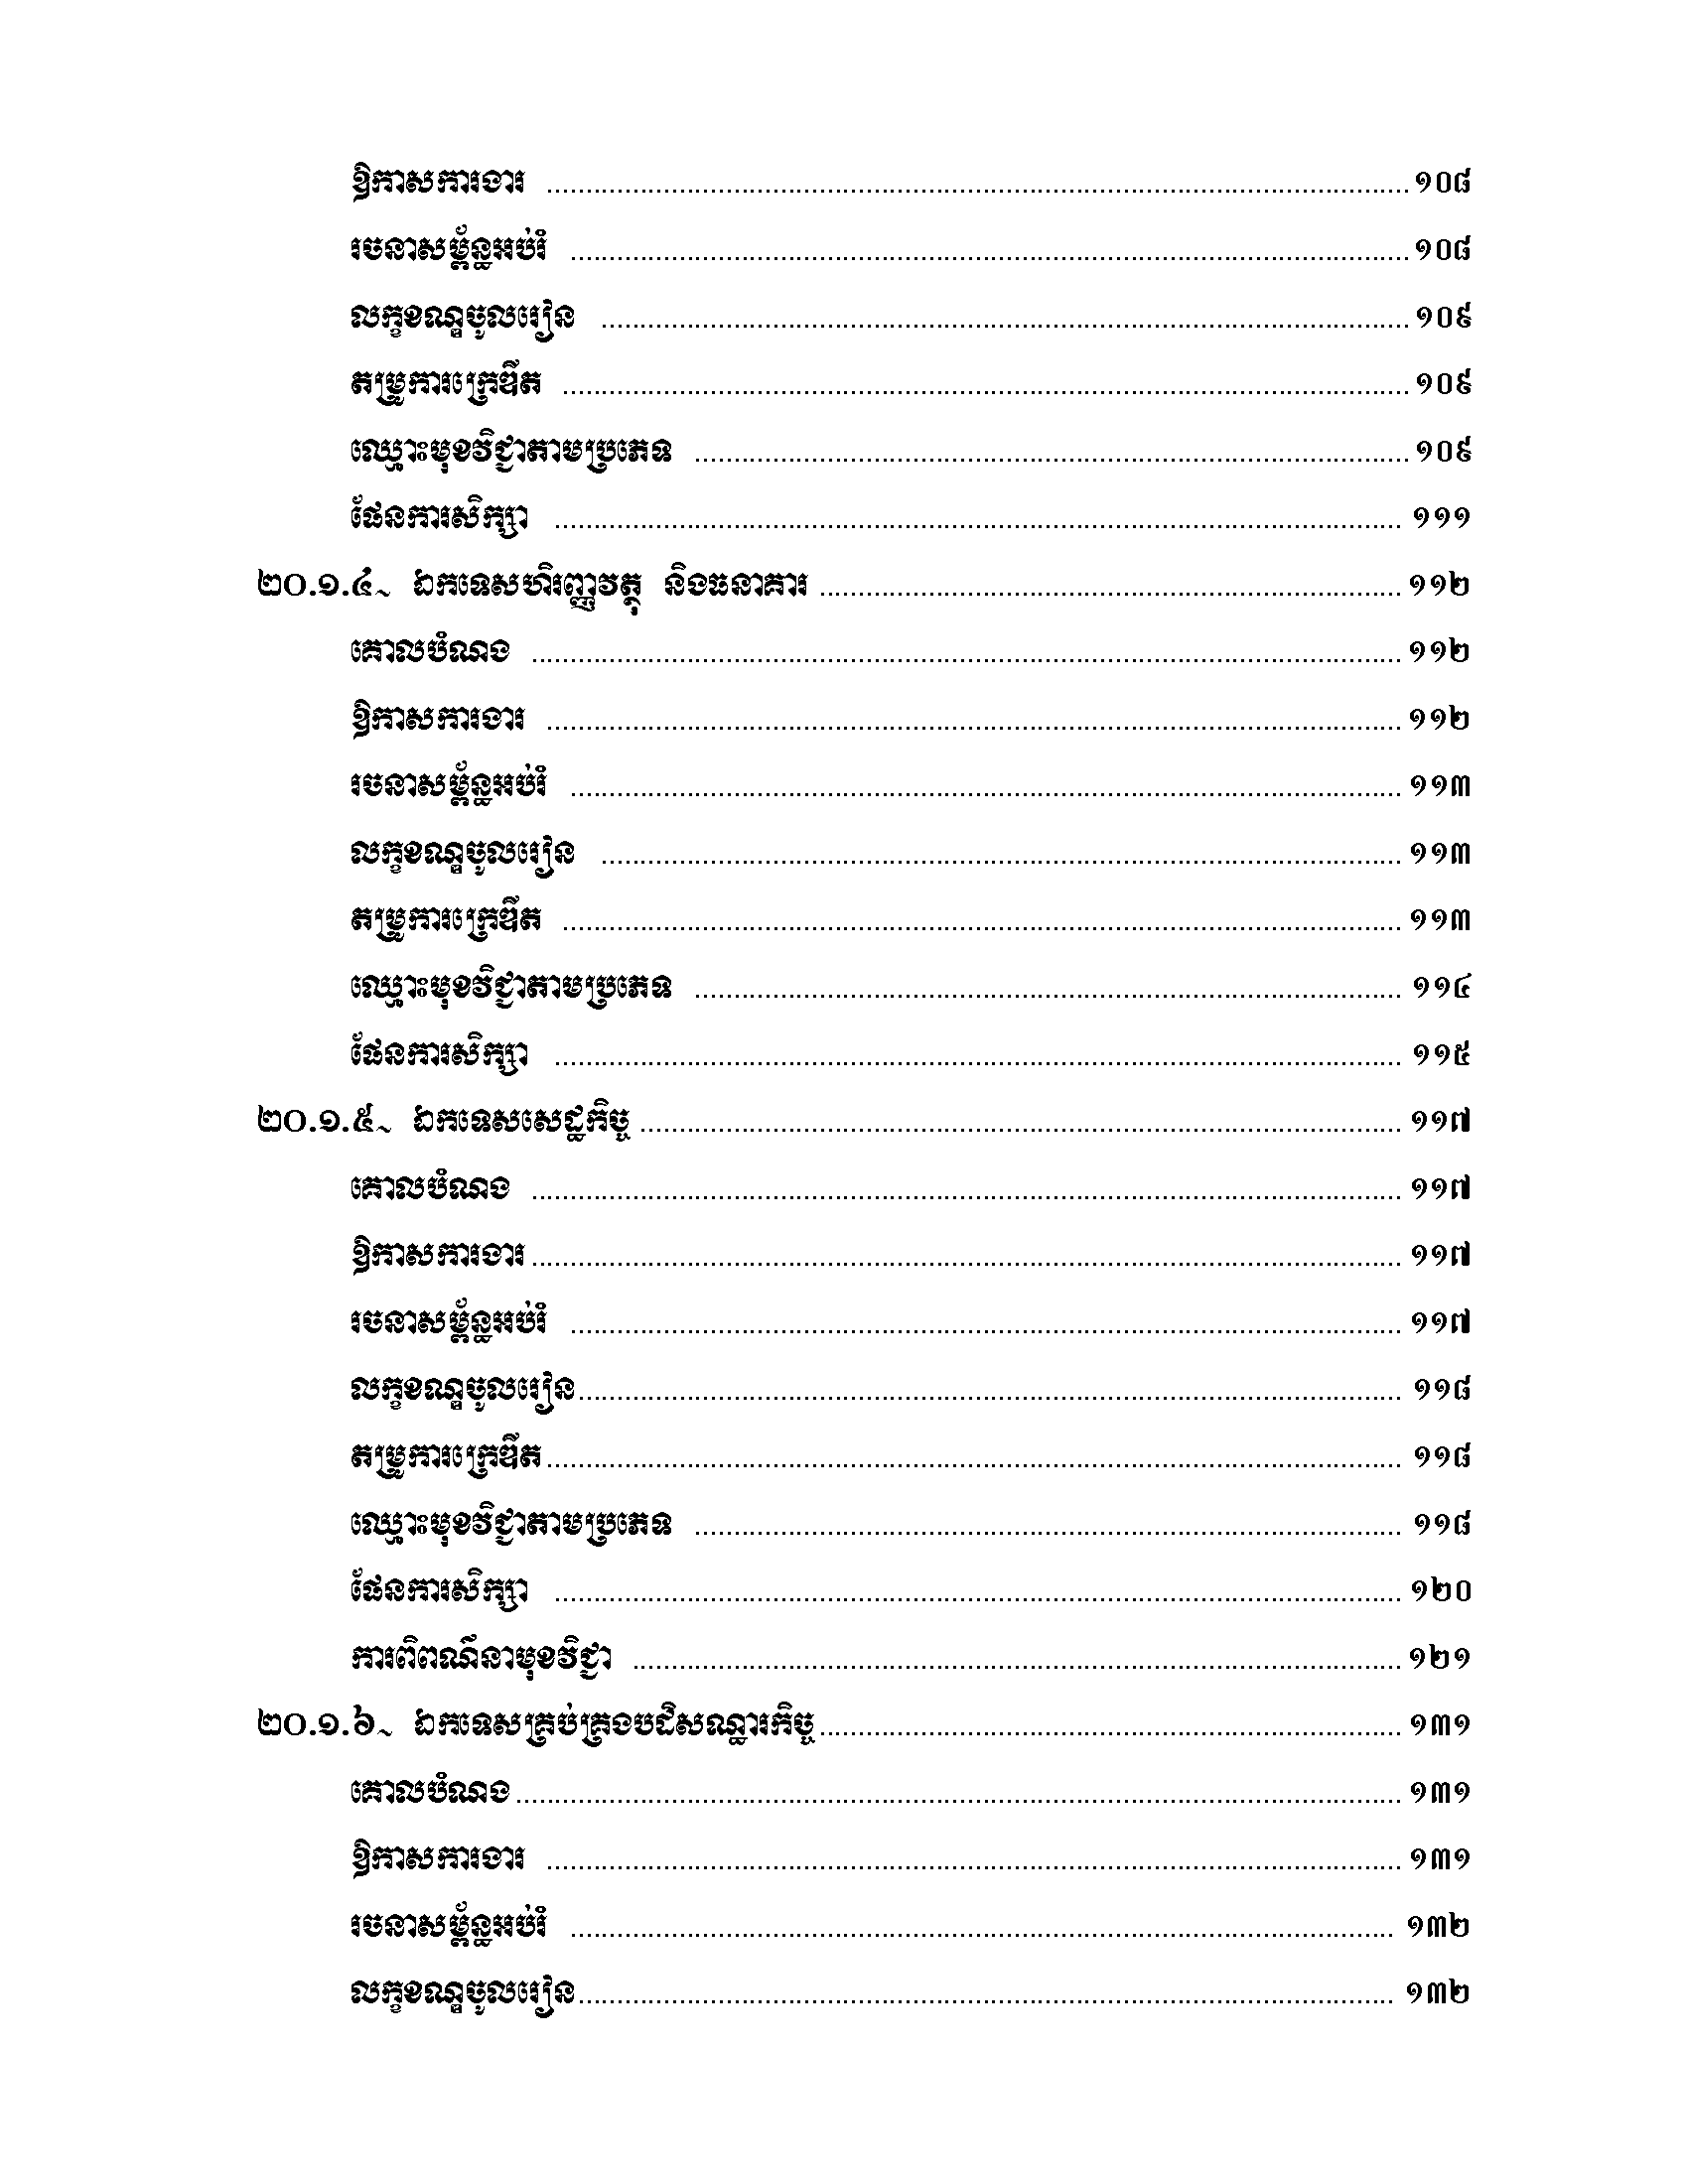 ឱកាសការងារ ........................................ ១០៨
រចនាសម្ព័ន្ធអប់រំ ........................................ ១០៨
លក្ខខណ្ឌចូលរៀន ........................................ ១០៩
តម្រូវការក្រេឌីត ........................................ ១០៩
ឈ្មោះមុខវិជ្ជាតាមប្រភេទ ........................................ ១០៩
ផែនការសិក្សា ........................................ ១១១
២០.១.៤~ ឯកទេសហិរញ្ញវត្ថុ និងធនាគារ ........................................ ១១២
គោលបំណង ........................................ ១១២
ឱកាសការងារ ........................................ ១១២
រចនាសម្ព័ន្ធអប់រំ ........................................ ១១៣
លក្ខខណ្ឌចូលរៀន ........................................ ១១៣
តម្រូវការក្រេឌីត ........................................ ១១៣
ឈ្មោះមុខវិជ្ជាតាមប្រភេទ ........................................ ១១៤
ផែនការសិក្សា ........................................ ១១៥
២០.១.៥~ ឯកទេសសេដ្ឋកិច្ច ........................................ ១១៧
គោលបំណង ........................................ ១១៧
ឱកាសការងារ ........................................ ១១៧
រចនាសម្ព័ន្ធអប់រំ ........................................ ១១៧
លក្ខខណ្ឌចូលរៀន ........................................ ១១៨
តម្រូវការក្រេឌីត ........................................ ១១៨
ឈ្មោះមុខវិជ្ជាតាមប្រភេទ ........................................ ១១៨
ផែនការសិក្សា ........................................ ១២០
ការពិពណ៌នាមុខវិជ្ជា ........................................ ១២១
២០.១.៦~ ឯកទេសគ្រប់គ្រងបដិសណ្ឋារកិច្ច ........................................ ១៣១
គោលបំណង ........................................ ១៣១
ឱកាសការងារ ........................................ ១៣១
រចនាសម្ព័ន្ធអប់រំ ........................................ ១៣២
លក្ខខណ្ឌចូលរៀន ........................................ ១៣២